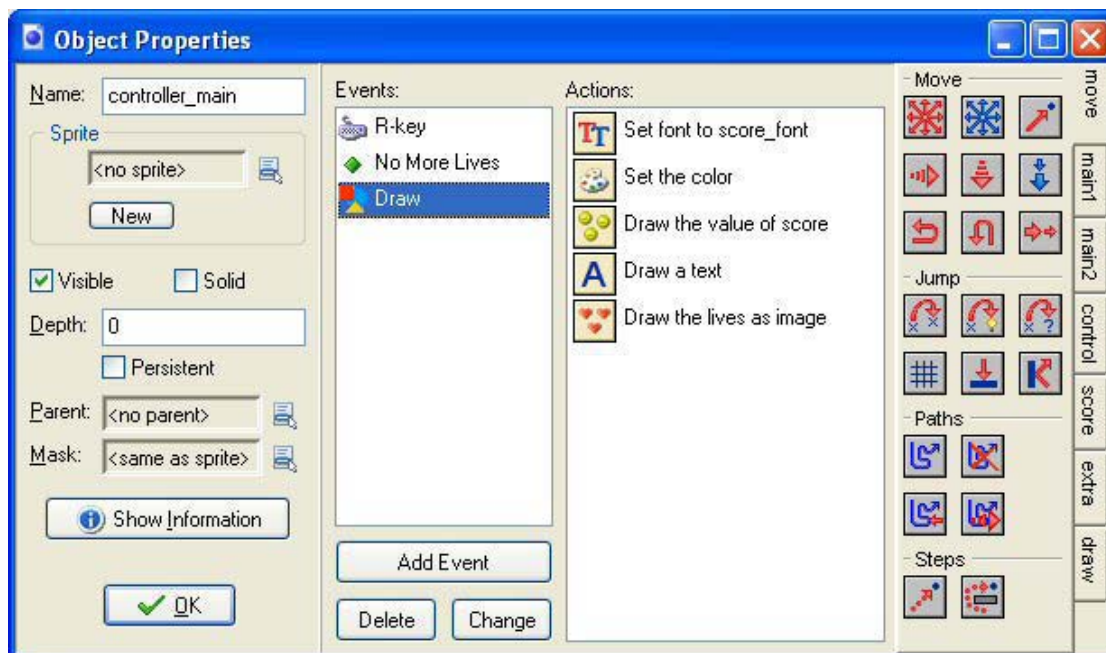 Object Properties
Name: controller_main
Sprite
<no sprite>
New
Visible Solid
Depth: 0
Persistent
Parent: <no parent>
Mask: <same as sprite>
Show Information
OK
Events:
R-key
No More Lives
Draw
Add Event
Delete Change
Actions:
Set font to score_font
Set the color
Draw the value of score
Draw a text
Draw the lives as image
Move
Jump
Paths
Steps
move
main1
main2
control
score
extra
draw